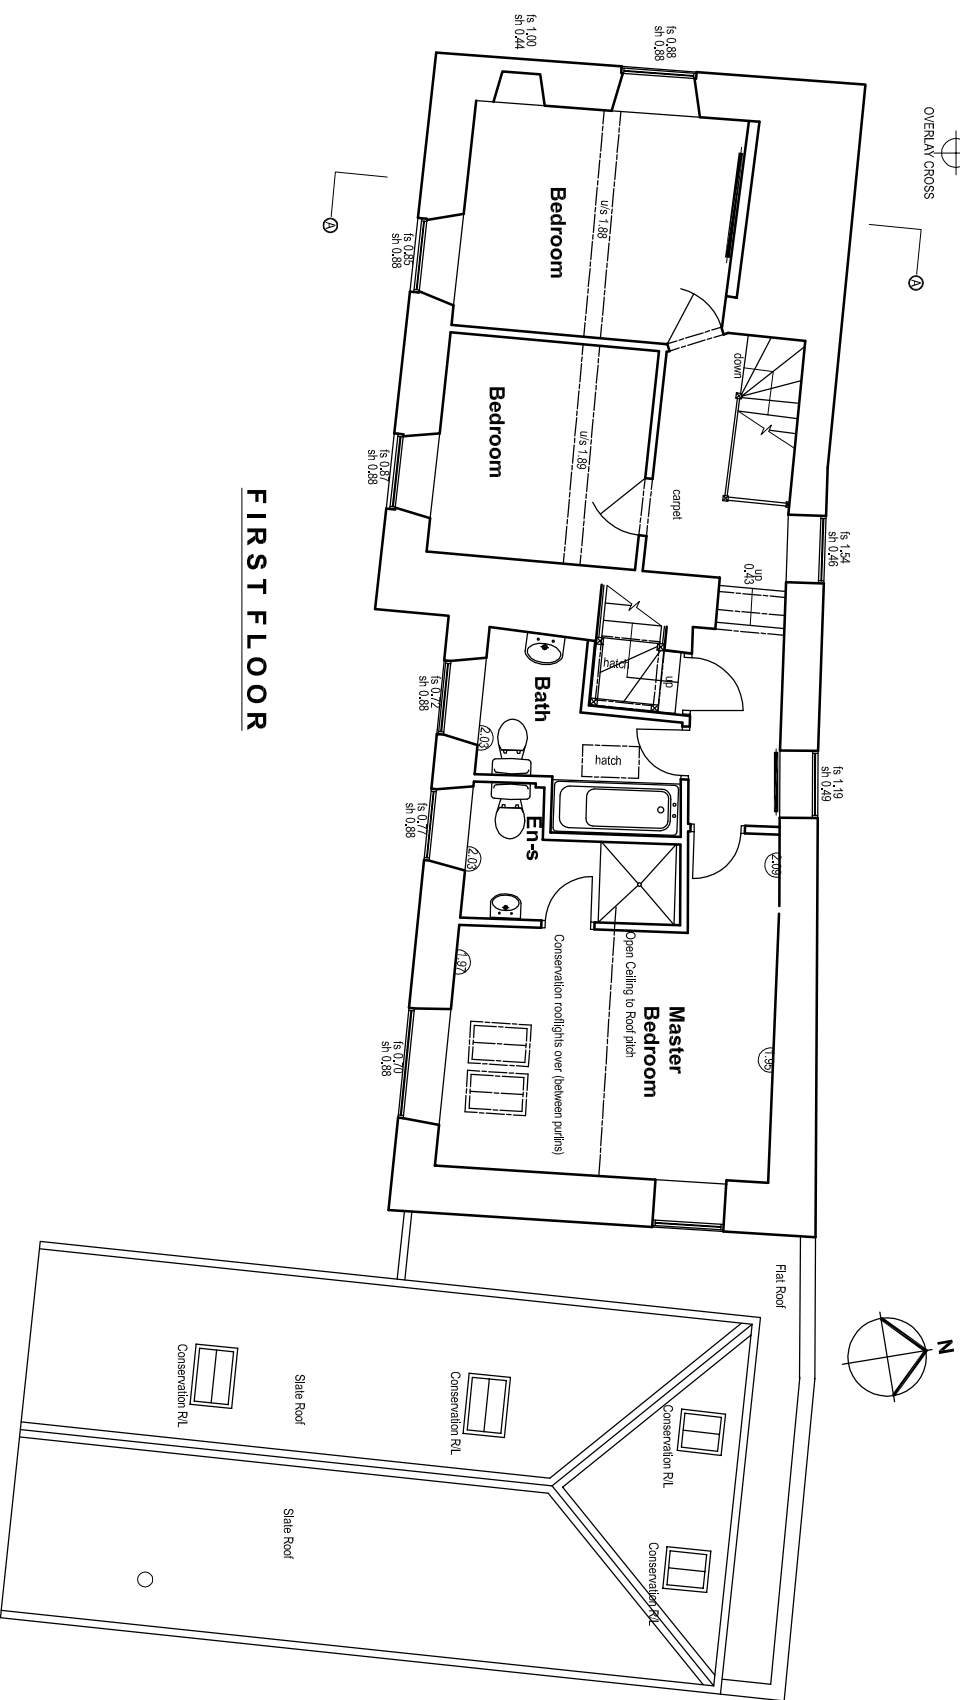 OVERLAY CROSS
fs 0.88
sh 0.88
fs 1.00
sh 0.44
A
A
Bedroom
u/s 1.88
fs 0.85
sh 0.88
down
Bedroom
u/s 1.89
fs 0.87
sh 0.88
carpet
fs 1.54
sh 0.46
up
0.43
FIRST FLOOR
hatch
up
Bath
fs 0.72
sh 0.88
2.03
hatch
fs 1.19
sh 0.49
En-s
fs 0.77
sh 0.88
2.03
2.09
Master
Bedroom
Open Ceiling to Roof pitch
Conservation rooflights over (between purlins)
1.97
1.95
fs 0.70
sh 0.88
Flat Roof
N
Conservation R/L
Conservation R/L
Conservation R/L
Conservation R/L
Slate Roof
Slate Roof